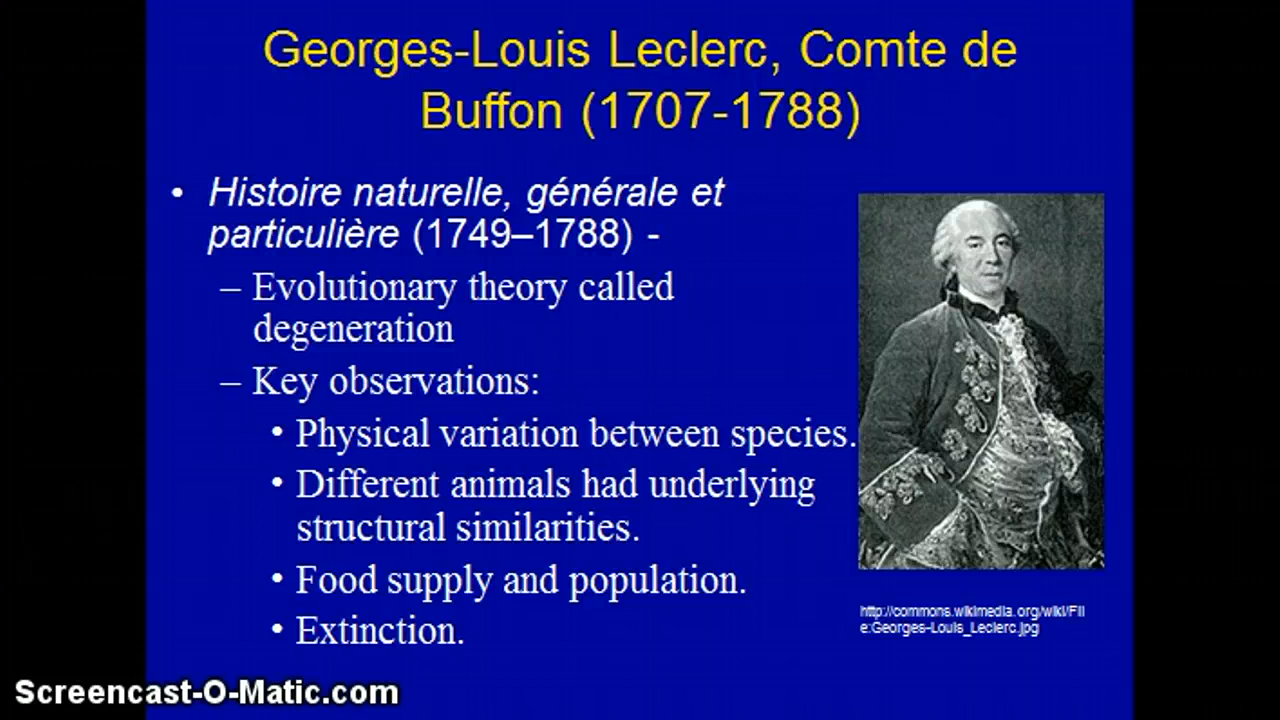 Georges-Louis Leclerc, Comte de
Buffon (1707-1788)
• Histoire naturelle, générale et
particulière (1749–1788) -
– Evolutionary theory called
degeneration
– Key observations:
• Physical variation between species.
• Different animals had underlying
structural similarities.
• Food supply and population.
• Extinction.
http://commons.wikimedia.org/wiki/Fil
e:Georges-Louis_Leclerc.jpg
Screencast-O-Matic.com